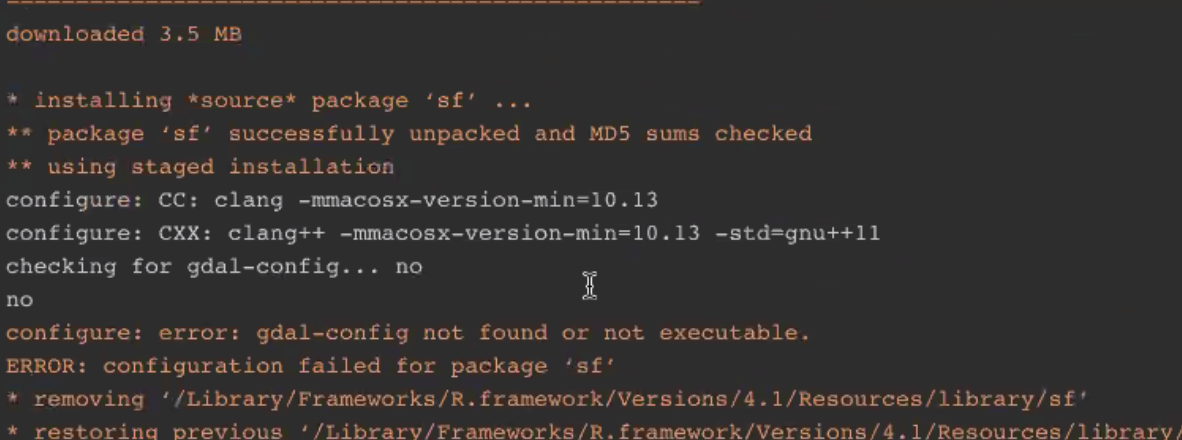 downloaded 3.5 MB
* installing *source* package ‘sf’ ...
** package ‘sf’ successfully unpacked and MD5 sums checked
** using staged installation
configure: CC: clang -mmacosx-version-min=10.13
configure: CXX: clang++ -mmacosx-version-min=10.13 -std=gnu++11
checking for gdal-config... no
no
configure: error: gdal-config not found or not executable.
ERROR: configuration failed for package ‘sf’
* removing ‘/Library/Frameworks/R.framework/Versions/4.1/Resources/library/sf’
* restoring previous ‘/Library/Frameworks/R.framework/Versions/4.1/Resources/library/